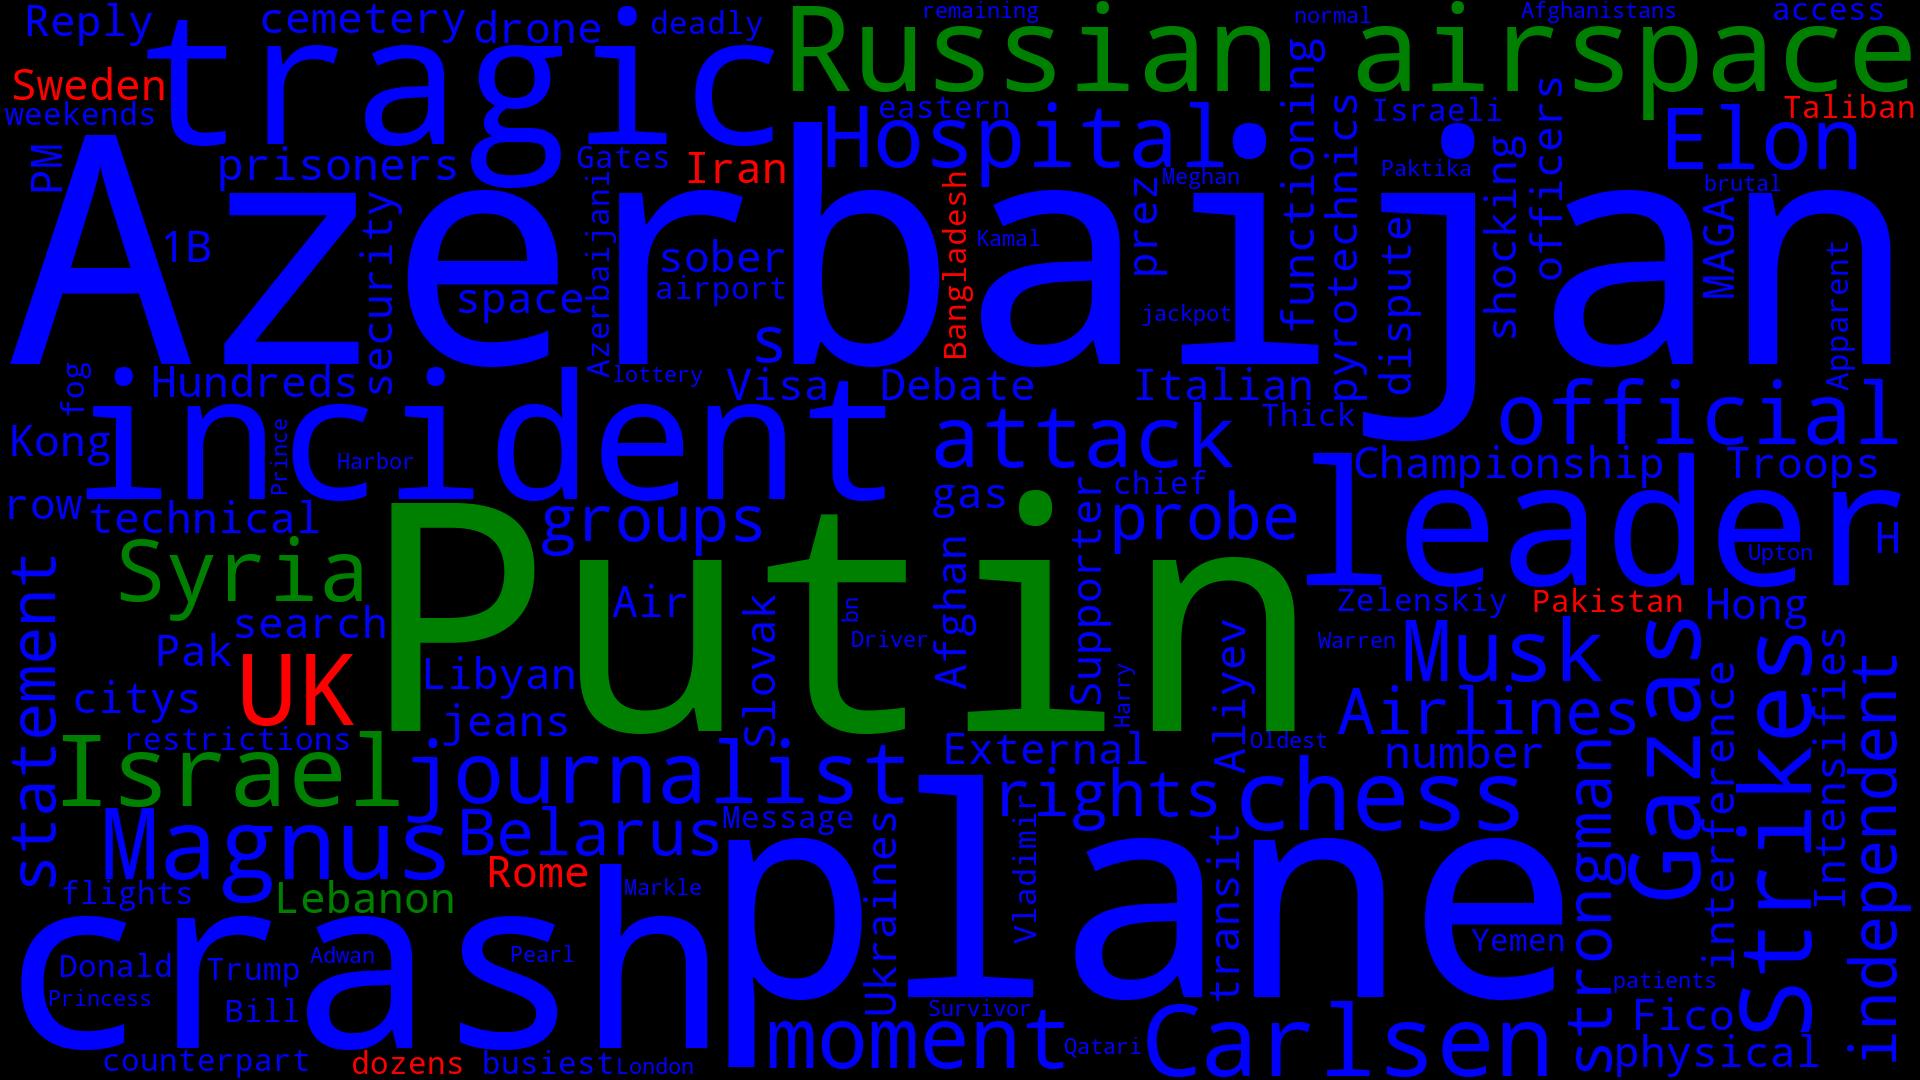 Reply
cemetery
drone
deadly
Russian airspace
remaining
normal
Afghanistans
access
tragic
Sweden
weekends
eastern
Israeli
Taliban
Hospital
Elon
functioning
pyrotechnics
officers
PM
prisoners
Gates
Iran
Azerbaijan
Bangladesh
Meghan
Paktika
brutal
prez
shocking
MAGA
1B
security
Azerbaijani
sober
Kamal
dispute
Apparent
space
airport
jackpot
s
fog
Hundreds
lottery
Visa
Debate
Italian
Thick
official
incident
Kong
Prince
Harbor
attack
Championship
Troops
row
technical
groups
gas
chief
probe
leader
Supporter
H
Upton
Syria
Putin
Air
Slovak
bn
Afghan
Zelenskiy
Pakistan
Hong
statement
search
Driver
Warren
Musk
Gazas
Strikes
Pak
UK
Libyan
Harry
Aliyev
citys
jeans
Airlines
Intensifies
interference
independent
restrictions
External
Oldest
number
Israel
journalist
rights
chess
strongman
Magnus
Belarus
Message
Ukraines
Vladimir
transit
plane
Rome
flights
Lebanon
Markle
crash
Donald
Trump
Adwan
Pearl
Yemen
Princess
Bill
Survivor
patients
moment
Qatari
Carlsen
Fico
physical
counterpart
dozens
busiest
London